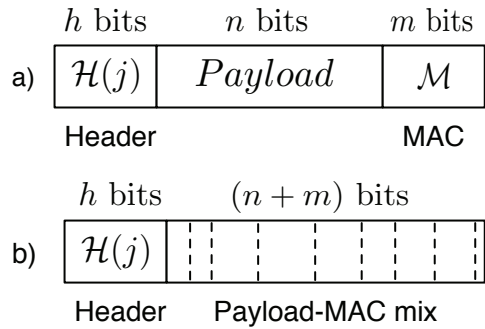 h bits n bits m bits
a) H(j) Payload M
Header MAC
h bits (n + m) bits
b) H(j)
Header Payload-MAC mix